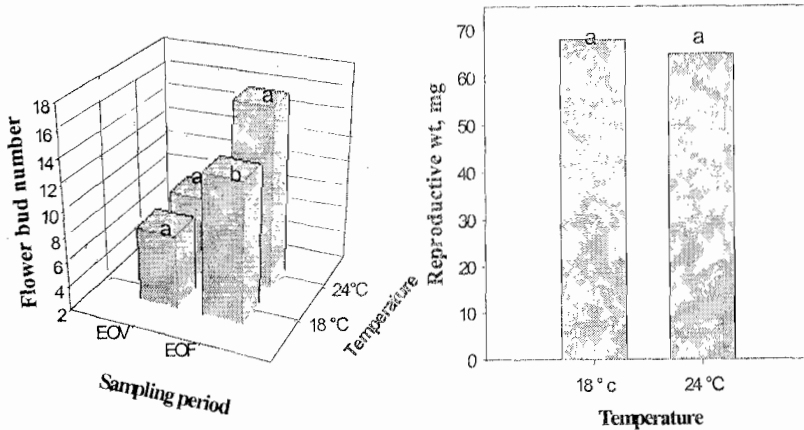 Flower bud number
18
16
14
12
10
8
6
4
2
a
a
b
a
EOV
EOF
Sampling period
18 °C
24°C
Temperature
Reproductive wt, mg
70
60
50
40
30
20
10
0
a
a
18 ° c
24 °C
Temperature